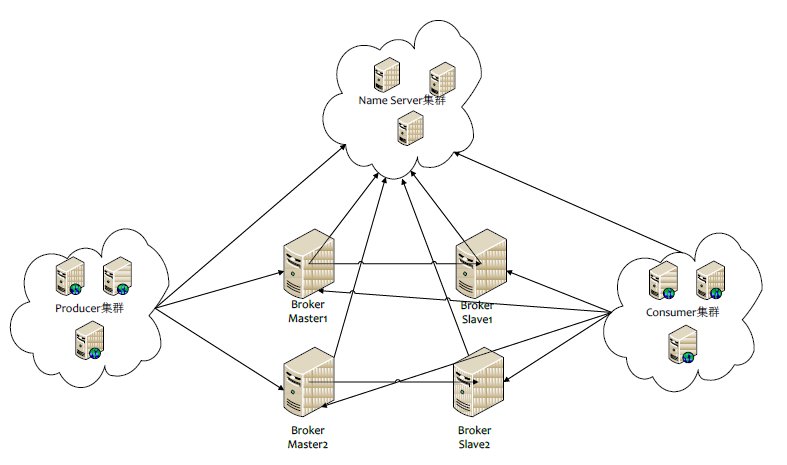 Name Server集群
Producer集群
Broker
Master1
Broker
Slave1
Consumer集群
Broker
Master2
Broker
Slave2